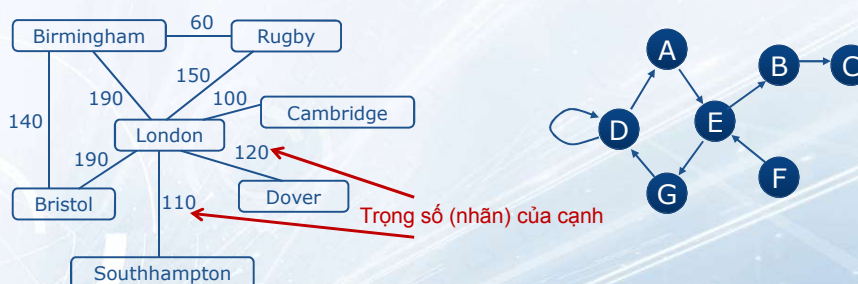 60
Birmingham
Rugby
150
190
100
Cambridge
140
London
190
120
Bristol
110
Dover
Trọng số (nhãn) của cạnh
Southhampton
A
B
C
D
E
G
F